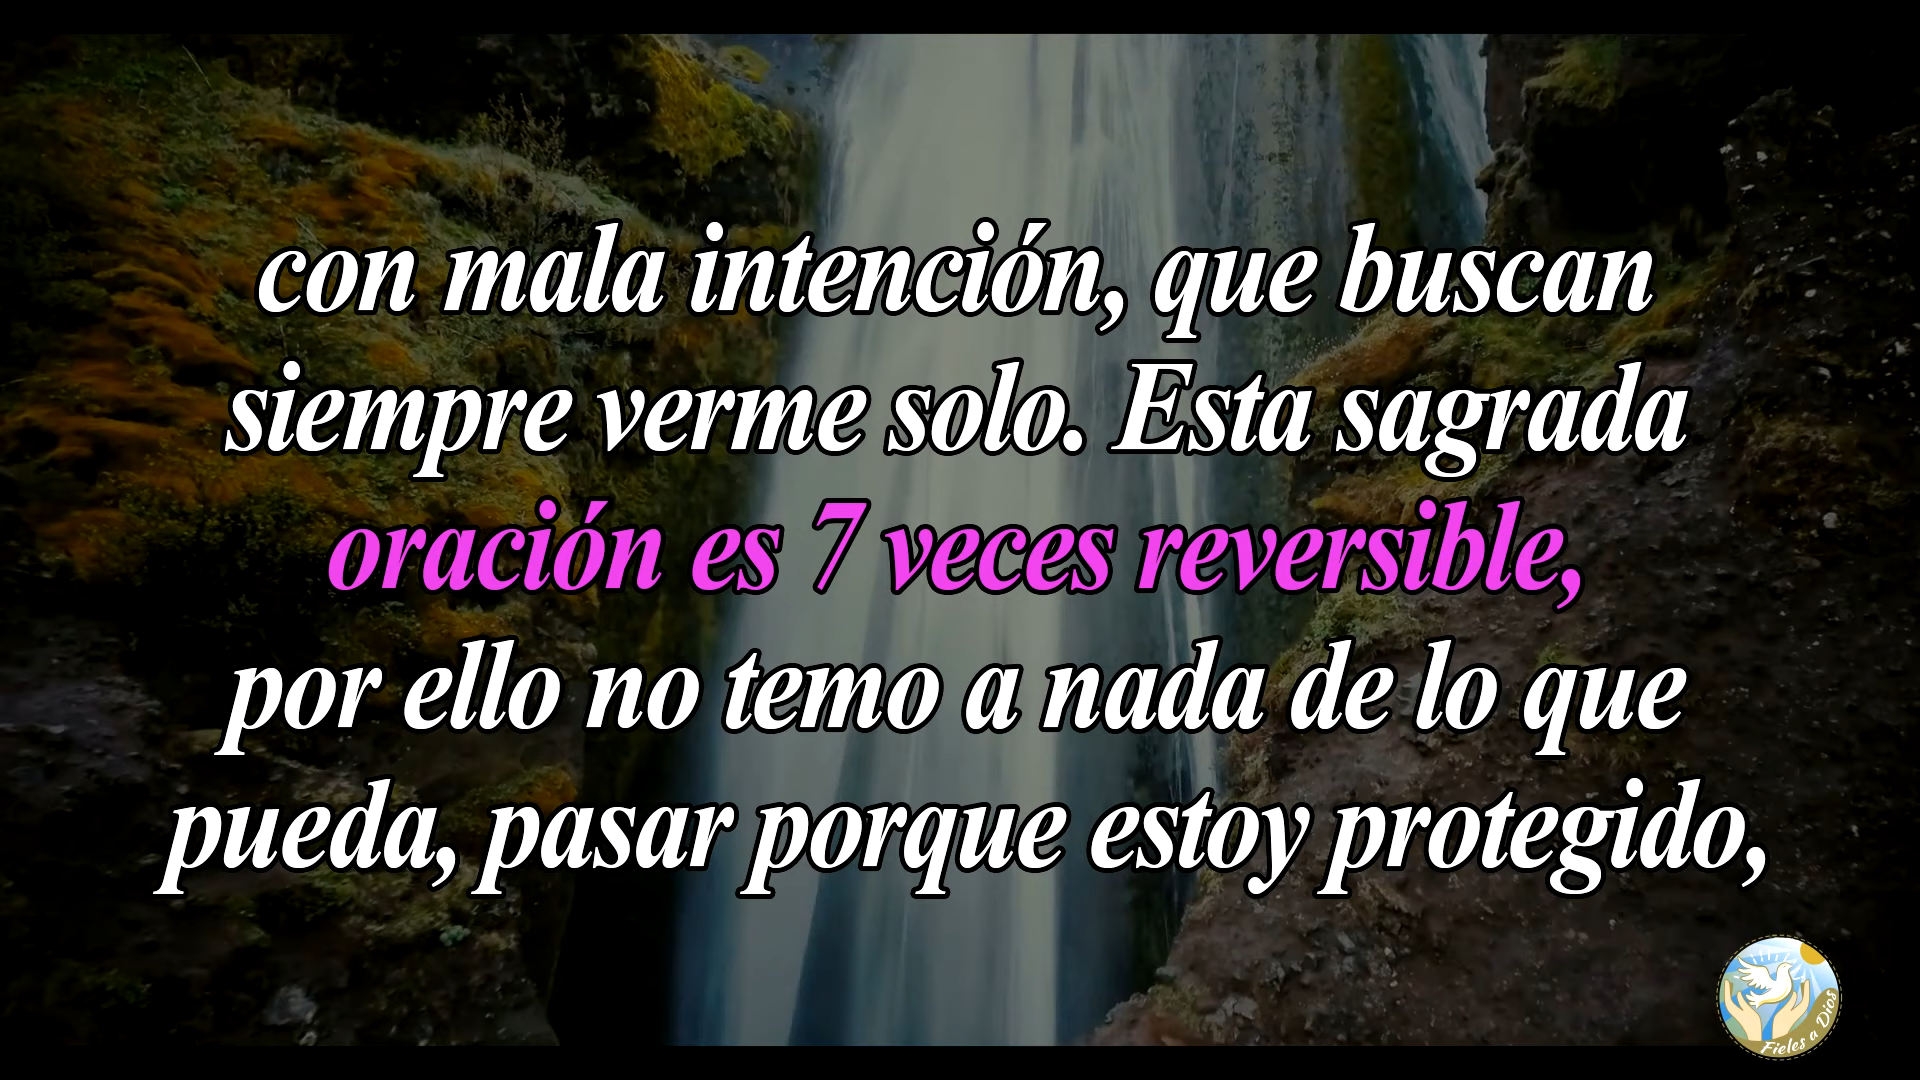 con mala intención, que buscan
siempre verme solo. Esta sagrada
oración es 7 veces reversible,
por ello no temo a nada de lo que
pueda, pasar porque estoy protegido,
Fieles a Dios